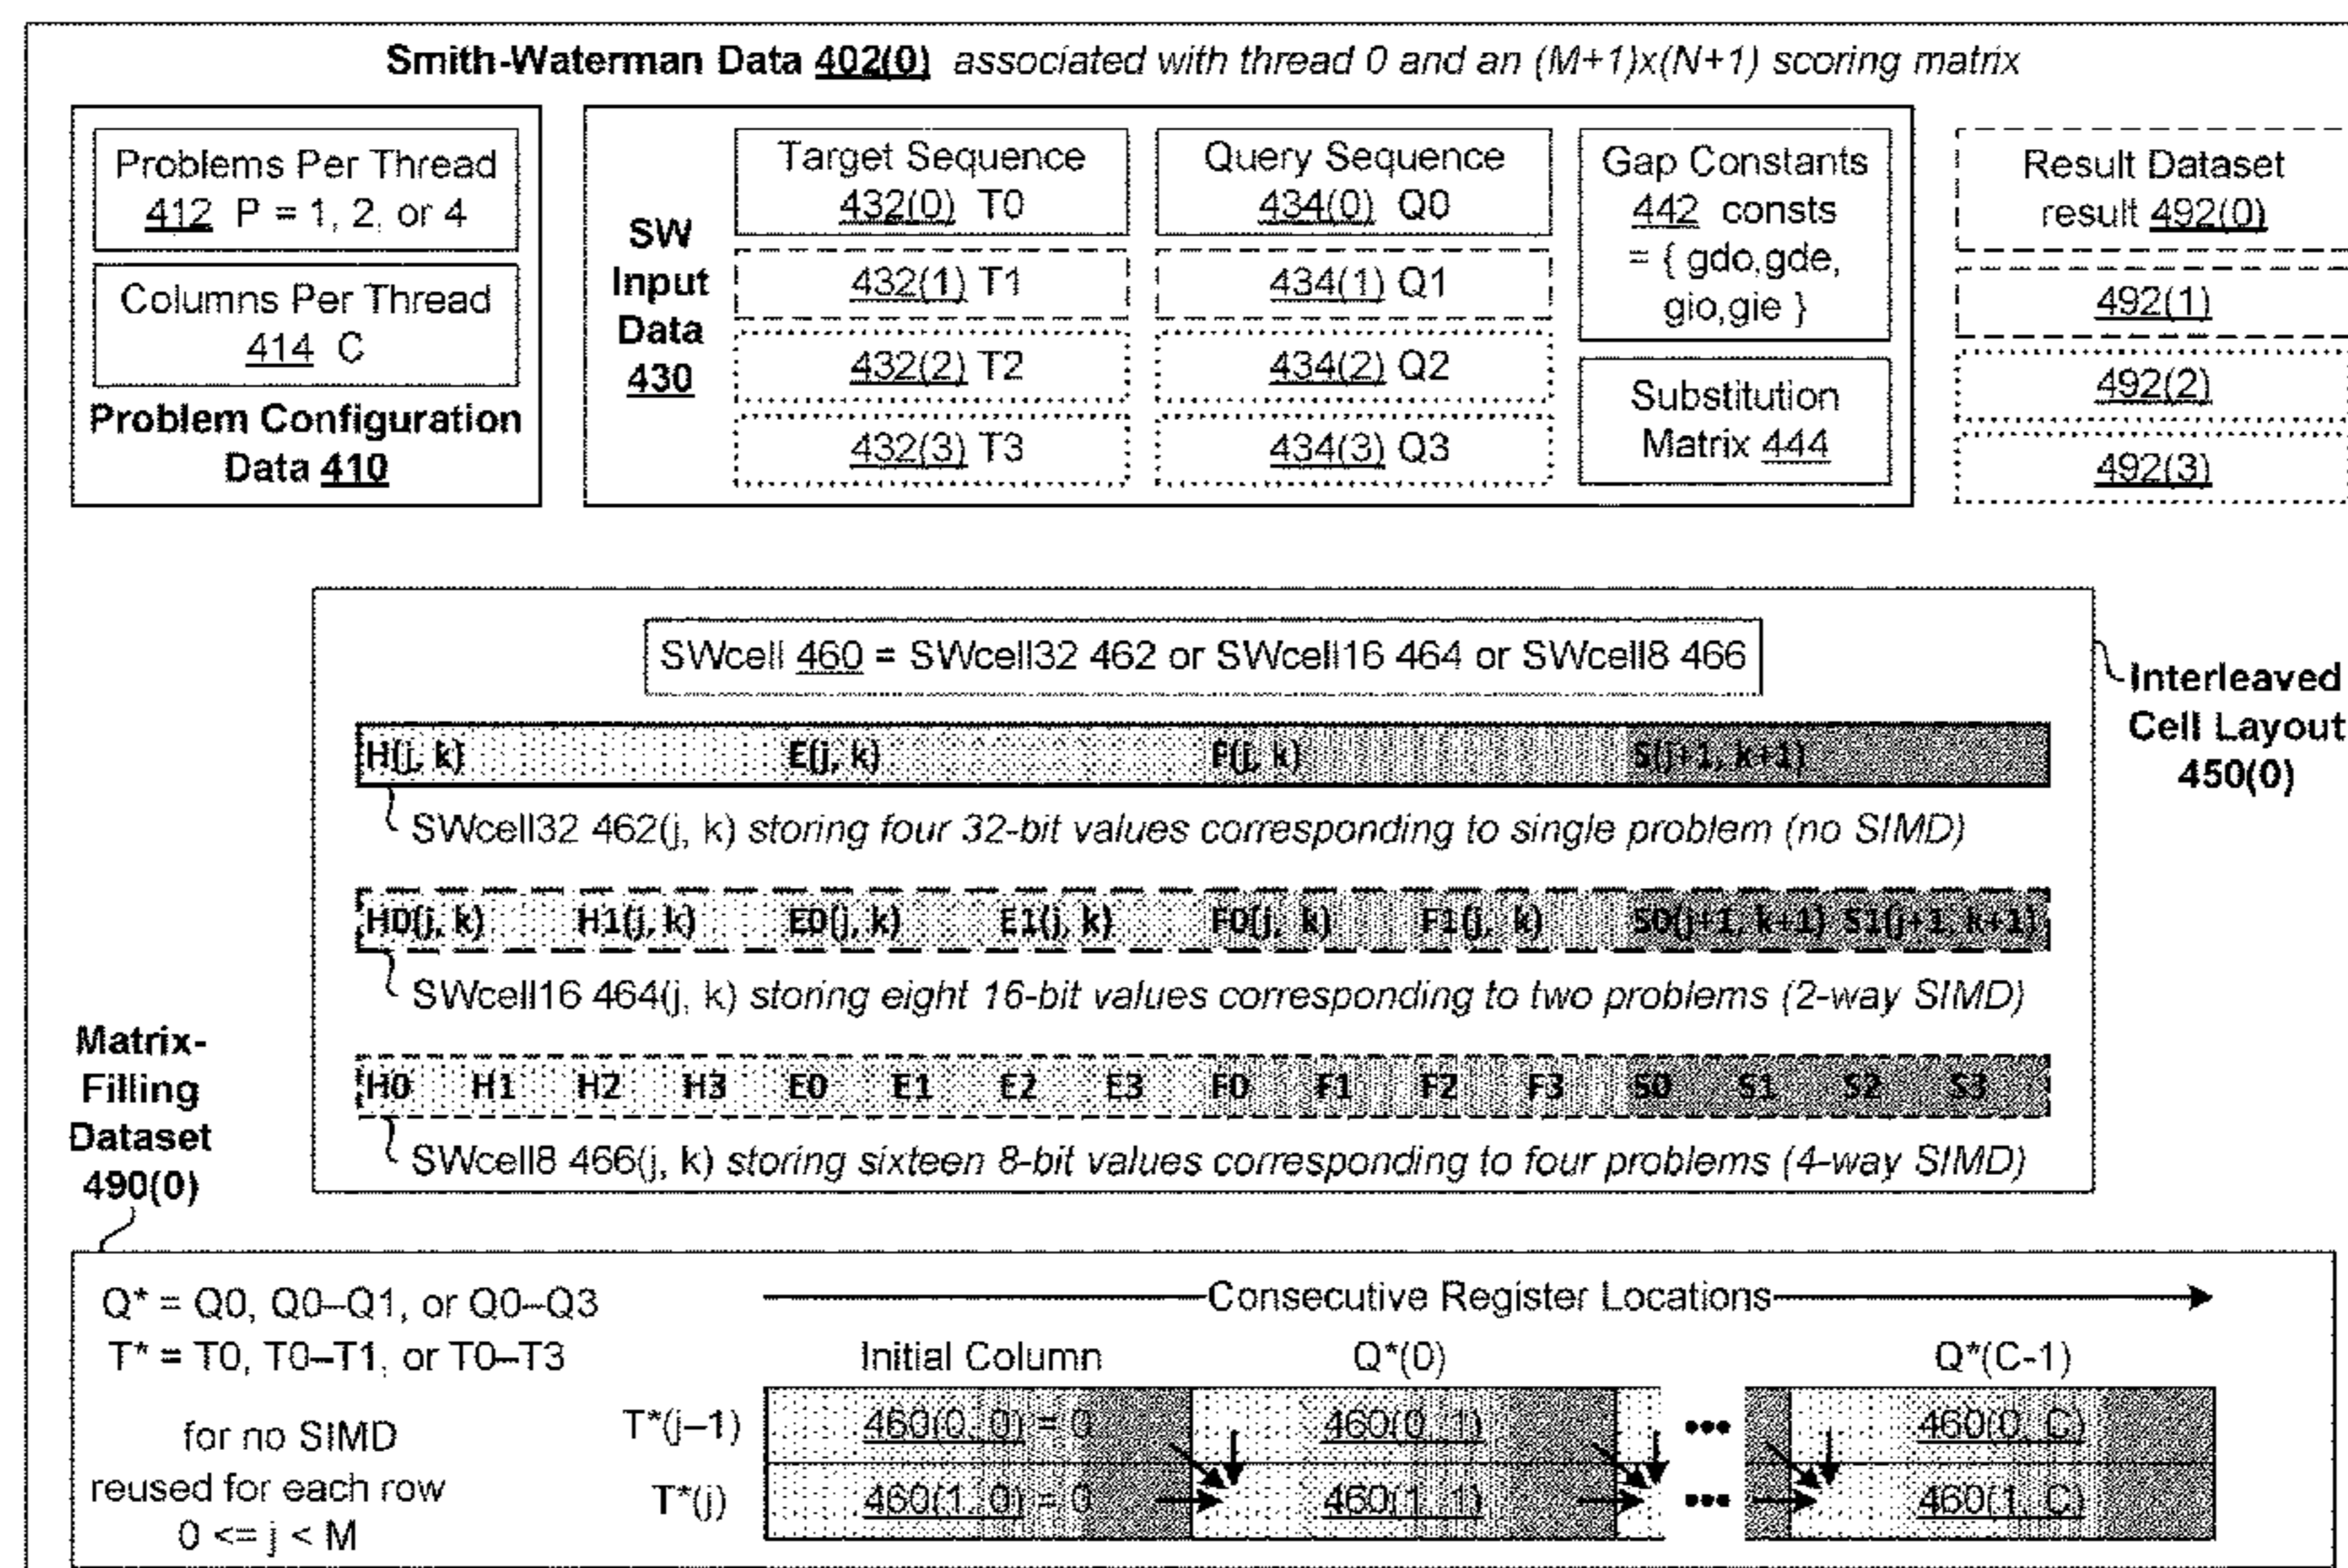 Smith-Waterman Data 402(0) associated with thread 0 and an (M+1)x(N+1) scoring matrix
Problems Per Thread
412 P = 1, 2, or 4
Columns Per Thread
414 C
Problem Configuration
Data 410
SW
Input
Data
430
Target Sequence
432(0) T0
432(1) T1
432(2) T2
432(3) T3
Query Sequence
434(0) Q0
434(1) Q1
434(2) Q2
434(3) Q3
Gap Constants
442 consts
= { gdo,gde,
gio,gie }
Substitution
Matrix 444
Result Dataset
result 492(0)
492(1)
492(2)
492(3)
SWcell 460 = SWcell32 462 or SWcell16 464 or SWcell8 466
Interleaved
Cell Layout
450(0)
H(j, k) E(j, k) F(j, k) S(j+1, k+1)
SWcell32 462(j, k) storing four 32-bit values corresponding to single problem (no SIMD)
H0(j, k) H1(j, k) E0(j, k) E1(j, k) F0(j, k) F1(j, k) S0(j+1, k+1) S1(j+1, k+1)
SWcell16 464(j, k) storing eight 16-bit values corresponding to two problems (2-way SIMD)
H0 H1 H2 H3 E0 E1 E2 E3 F0 F1 F2 F3 S0 S1 S2 S3
SWcell8 466(j, k) storing sixteen 8-bit values corresponding to four problems (4-way SIMD)
Matrix-
Filling
Dataset
490(0)
Q* = Q0, Q0–Q1, or Q0–Q3
T* = T0, T0–T1, or T0–T3
for no SIMD
reused for each row
0 <= j < M
Consecutive Register Locations
Initial Column Q*(0) Q*(C-1)
T*(j–1) 460(0, 0) = 0 460(0, 1) ••• 460(0, C)
T*(j) 460(1, 0) = 0 460(1, 1) ••• 460(1, C)